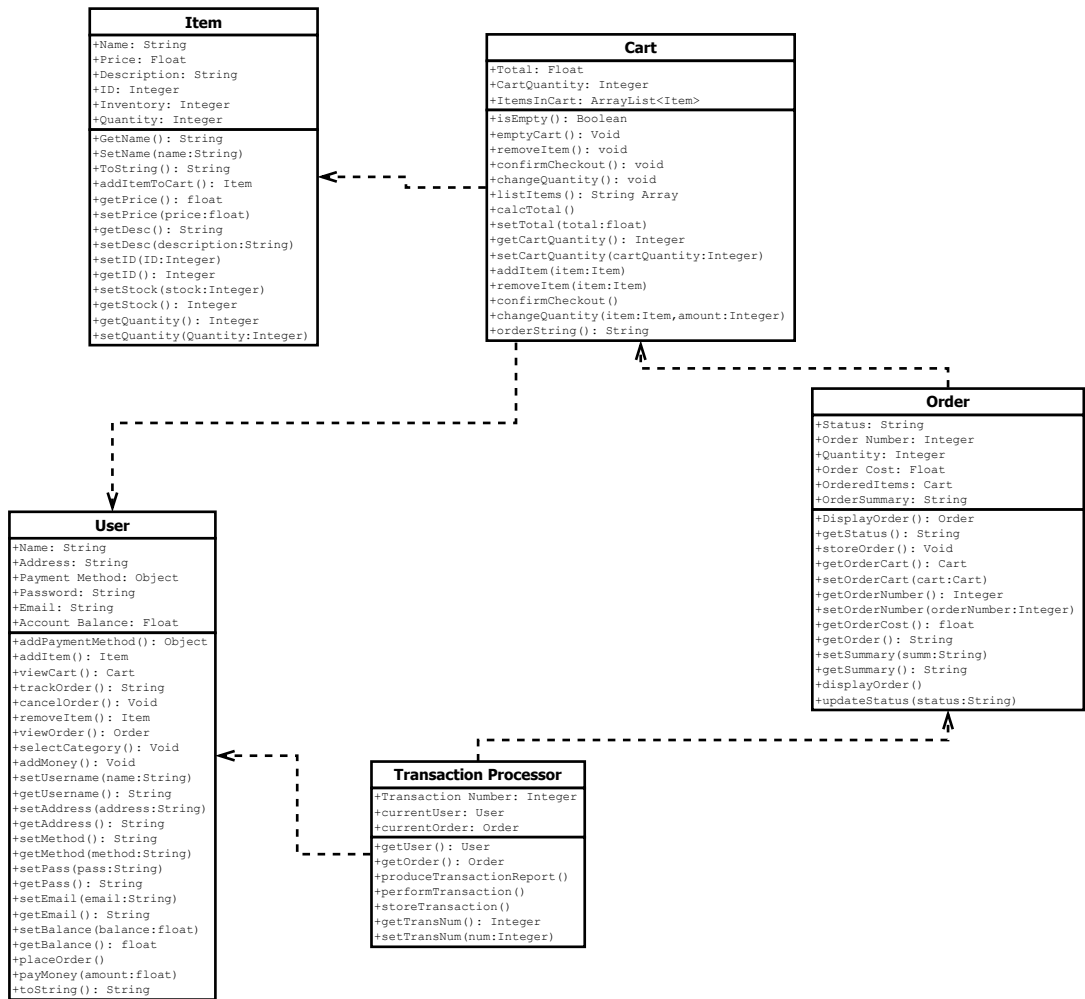 Item
+Name: String
+Price: Float
+Description: String
+ID: Integer
+Inventory: Integer
+Quantity: Integer
+GetName(): String
+SetName(name:String)
+ToString(): String
+addItemToCart(): Item
+getPrice(): float
+setPrice(price:float)
+getDesc(): String
+setDesc(description:String)
+setID(ID:Integer)
+getID(): Integer
+setStock(stock:Integer)
+getStock(): Integer
+getQuantity(): Integer
+setQuantity(Quantity:Integer)
Cart
+Total: Float
+CartQuantity: Integer
+ItemsInCart: ArrayList<Item>
+isEmpty(): Boolean
+emptyCart(): Void
+removeItem(): void
+confirmCheckout(): void
+changeQuantity(): void
+listItems(): String Array
+calcTotal()
+setTotal(total:float)
+getCartQuantity(): Integer
+setCartQuantity(cartQuantity:Integer)
+addItem(item:Item)
+removeItem(item:Item)
+confirmCheckout()
+changeQuantity(item:Item,amount:Integer)
+orderString(): String
Order
+Status: String
+Order Number: Integer
+Quantity: Integer
+Order Cost: Float
+OrderedItems: Cart
+OrderSummary: String
+DisplayOrder(): Order
+getStatus(): String
+storeOrder(): Void
+getOrderCart(): Cart
+setOrderCart(cart:Cart)
+getOrderNumber(): Integer
+setOrderNumber(orderNumber:Integer)
+getOrderCost(): float
+getOrder(): String
+setSummary(summ:String)
+getSummary(): String
+displayOrder()
+updateStatus(status:String)
User
+Name: String
+Address: String
+Payment Method: Object
+Password: String
+Email: String
+Account Balance: Float
+addPaymentMethod(): Object
+addItem(): Item
+viewCart(): Cart
+trackOrder(): String
+cancelOrder(): Void
+removeItem(): Item
+viewOrder(): Order
+selectCategory(): Void
+addMoney(): Void
+setUsername(name:String)
+getUsername(): String
+setAddress(address:String)
+getAddress(): String
+setMethod(): String
+getMethod(method:String)
+setPass(pass:String)
+getPass(): String
+setEmail(email:String)
+getEmail(): String
+setBalance(balance:float)
+getBalance(): float
+placeOrder()
+payMoney(amount:float)
+toString(): String
Transaction Processor
+Transaction Number: Integer
+currentUser: User
+currentOrder: Order
+getUser(): User
+getOrder(): Order
+produceTransactionReport()
+performTransaction()
+storeTransaction()
+getTransNum(): Integer
+setTransNum(num:Integer)